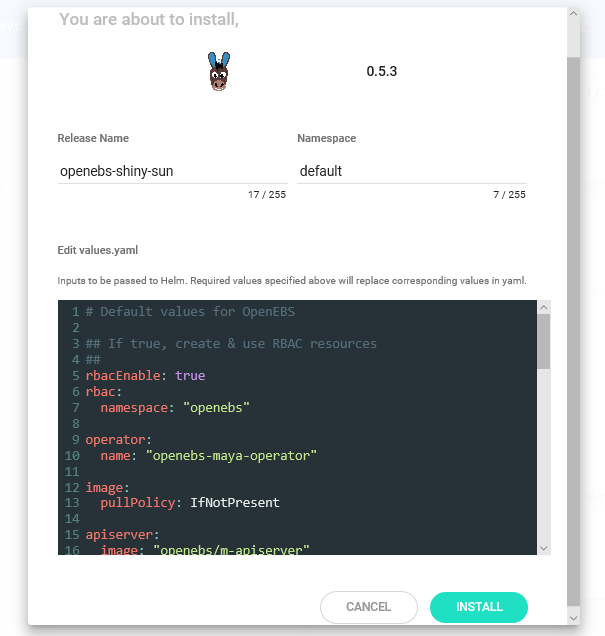 You are about to install,
0.5.3
Release Name
Namespace
openebs-shiny-sun
default
17 / 255
7 / 255
Edit values.yaml
Inputs to be passed to Helm. Required values specified above will replace corresponding values in yaml.
1 # Default values for OpenEBS
2
3 ## If true, create & use RBAC resources
4 ##
5 rbacEnable: true
6 rbac:
7   namespace: "openebs"
8
9 operator:
10   name: "openebs-maya-operator"
11
12 image:
13   pullPolicy: IfNotPresent
14
15 apiserver:
16   image: "openebs/m-apiserver"
CANCEL
INSTALL